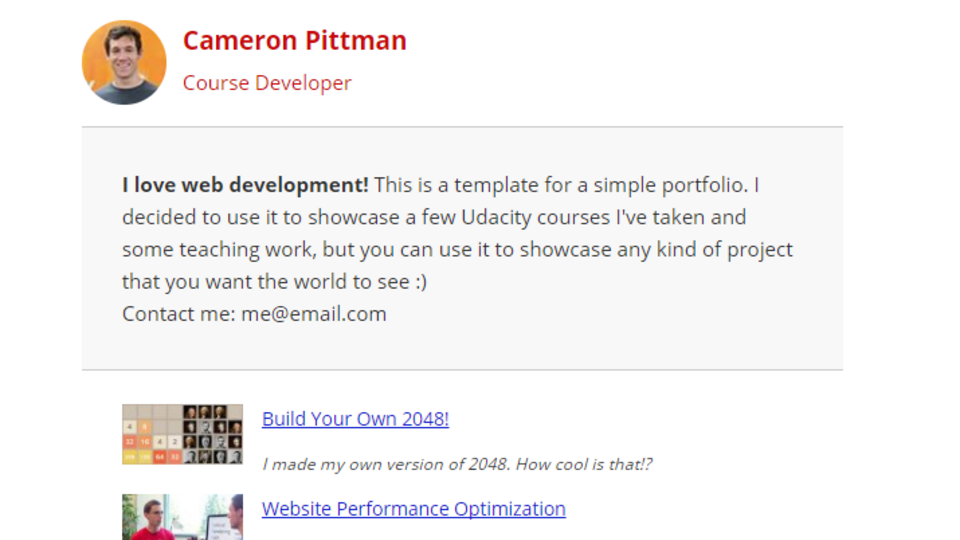 Cameron Pittman
Course Developer
I love web development! This is a template for a simple portfolio. I
decided to use it to showcase a few Udacity courses I've taken and
some teaching work, but you can use it to showcase any kind of project
that you want the world to see :)
Contact me: me@email.com
Build Your Own 2048!
I made my own version of 2048. How cool is that!?
Website Performance Optimization